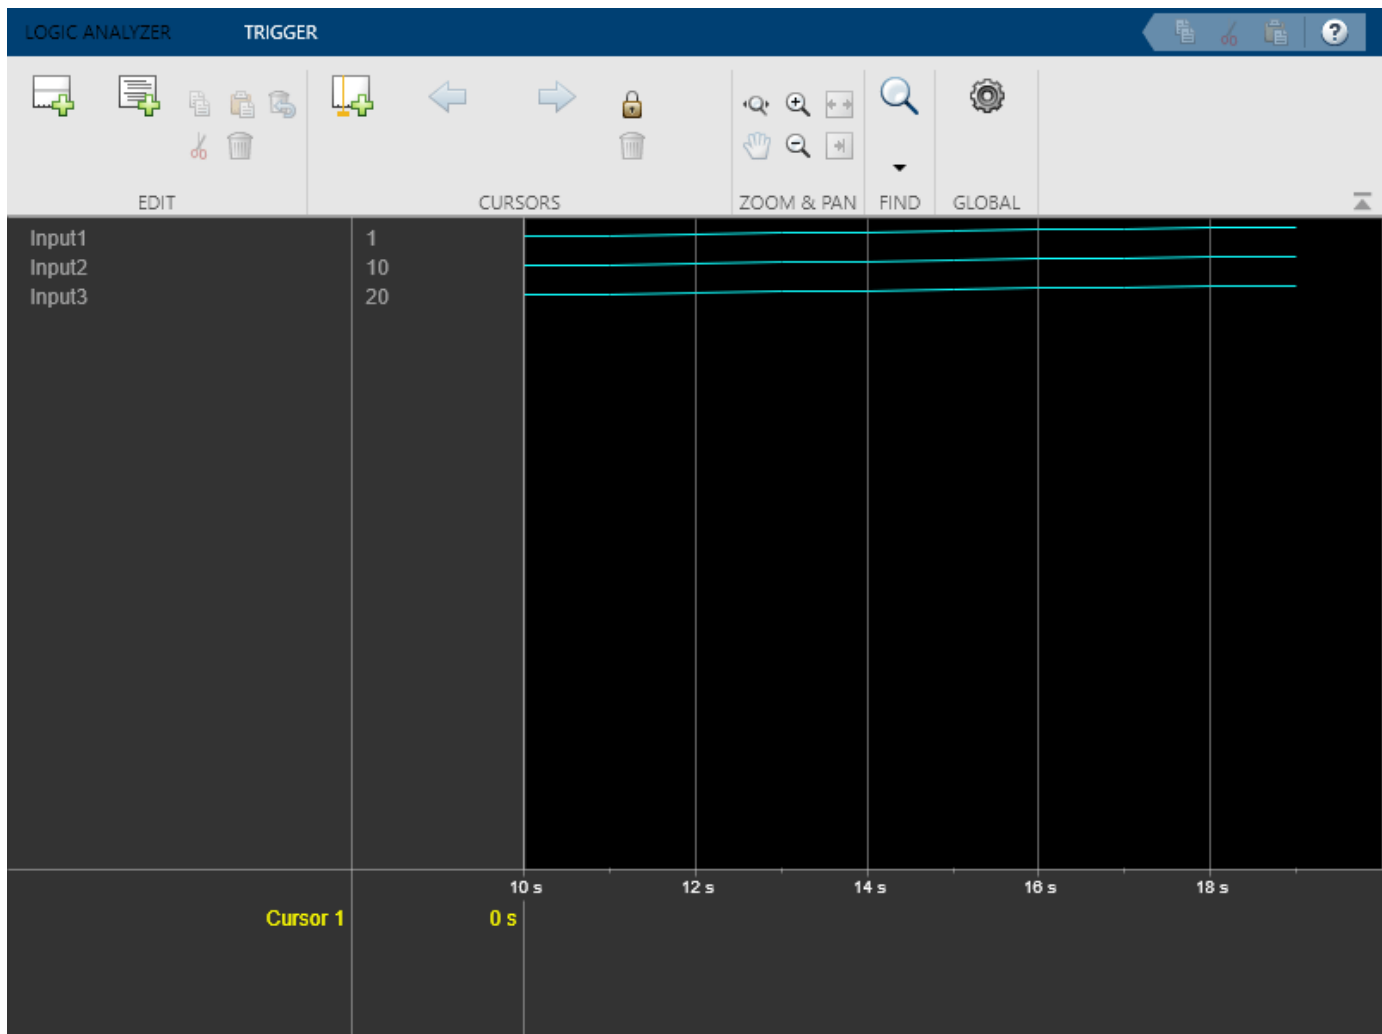 LOGIC ANALYZER TRIGGER
EDIT CURSORS ZOOM & PAN FIND GLOBAL
Input1 1
Input2 10
Input3 20
10 s 12 s 14 s 16 s 18 s
Cursor 1 0 s